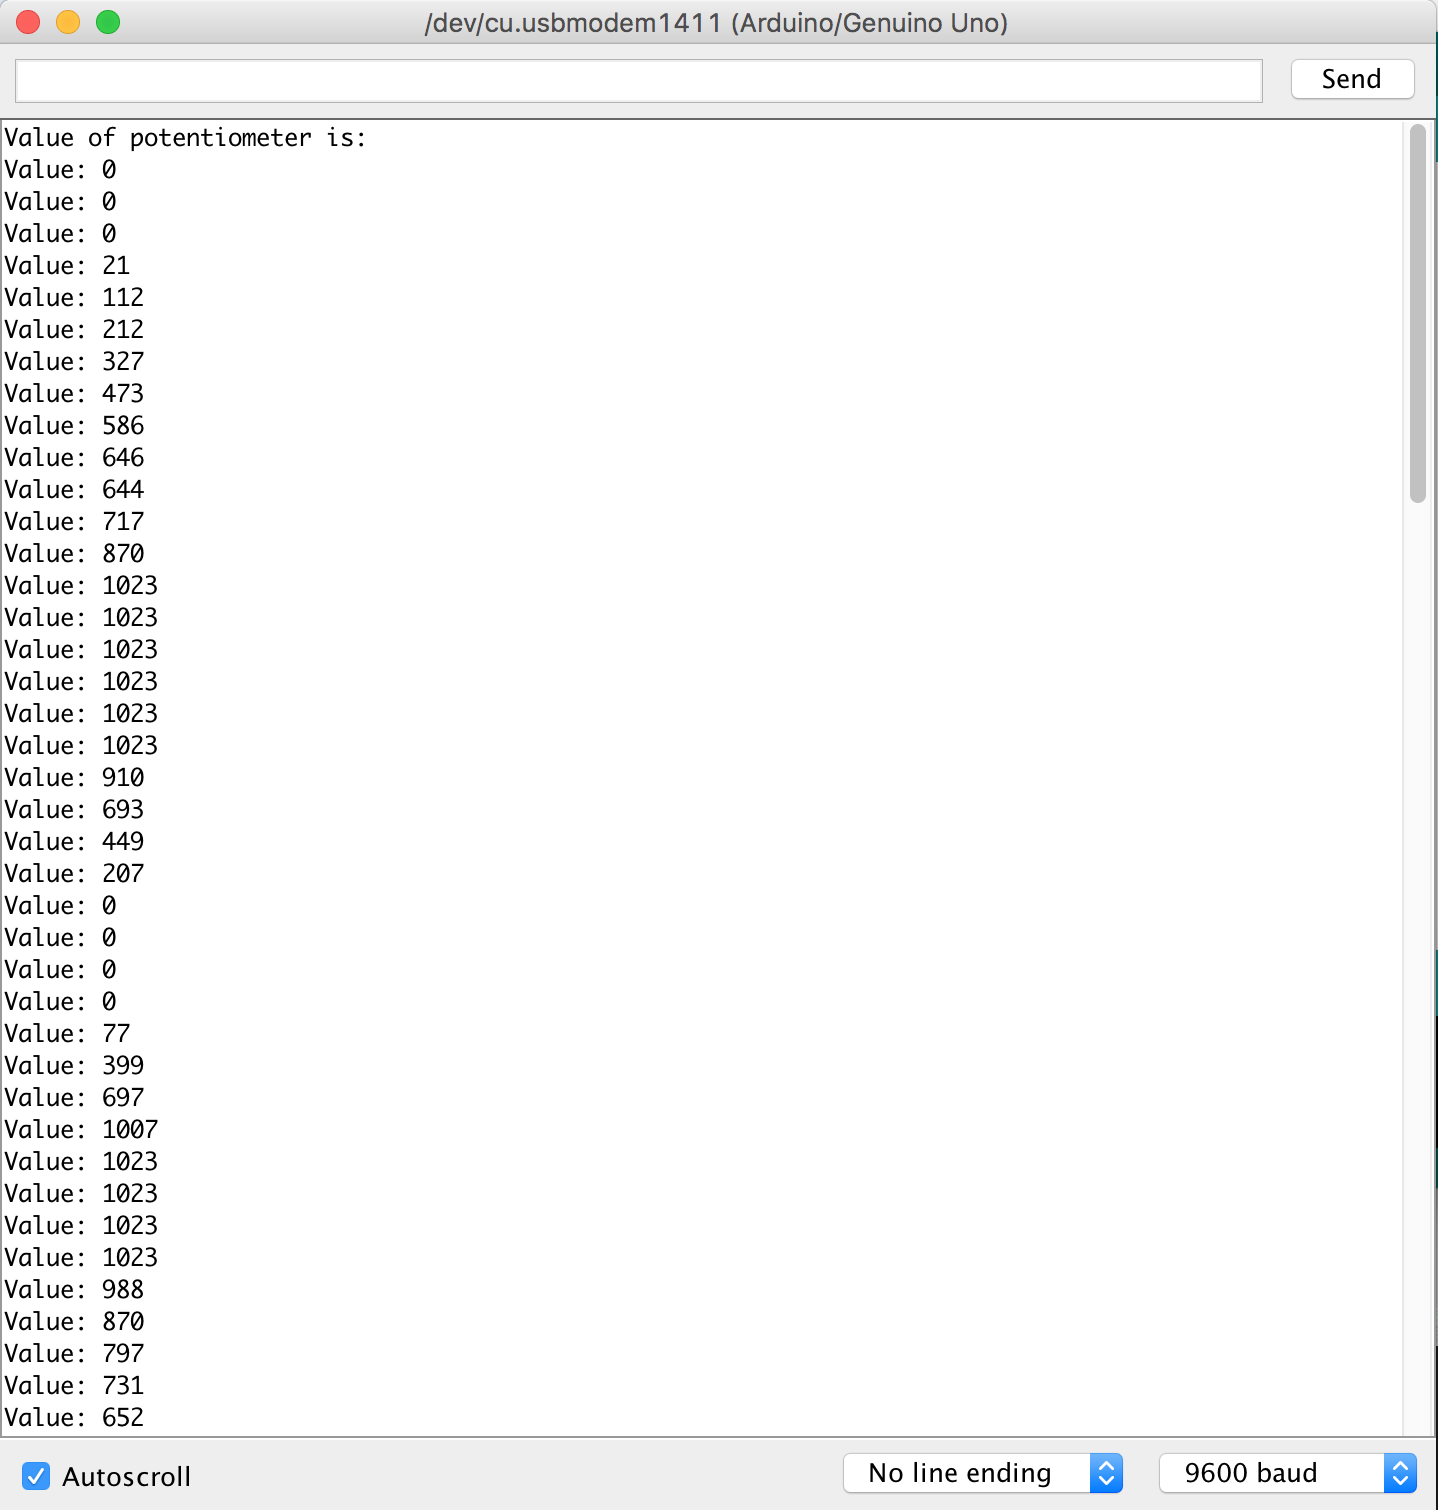 /dev/cu.usbmodem1411 (Arduino/Genuino Uno)
Send
Value of potentiometer is:
Value: 0
Value: 0
Value: 0
Value: 21
Value: 112
Value: 212
Value: 327
Value: 473
Value: 586
Value: 646
Value: 644
Value: 717
Value: 870
Value: 1023
Value: 1023
Value: 1023
Value: 1023
Value: 1023
Value: 1023
Value: 910
Value: 693
Value: 449
Value: 207
Value: 0
Value: 0
Value: 0
Value: 0
Value: 77
Value: 399
Value: 697
Value: 1007
Value: 1023
Value: 1023
Value: 1023
Value: 1023
Value: 988
Value: 870
Value: 797
Value: 731
Value: 652
Autoscroll
No line ending
9600 baud